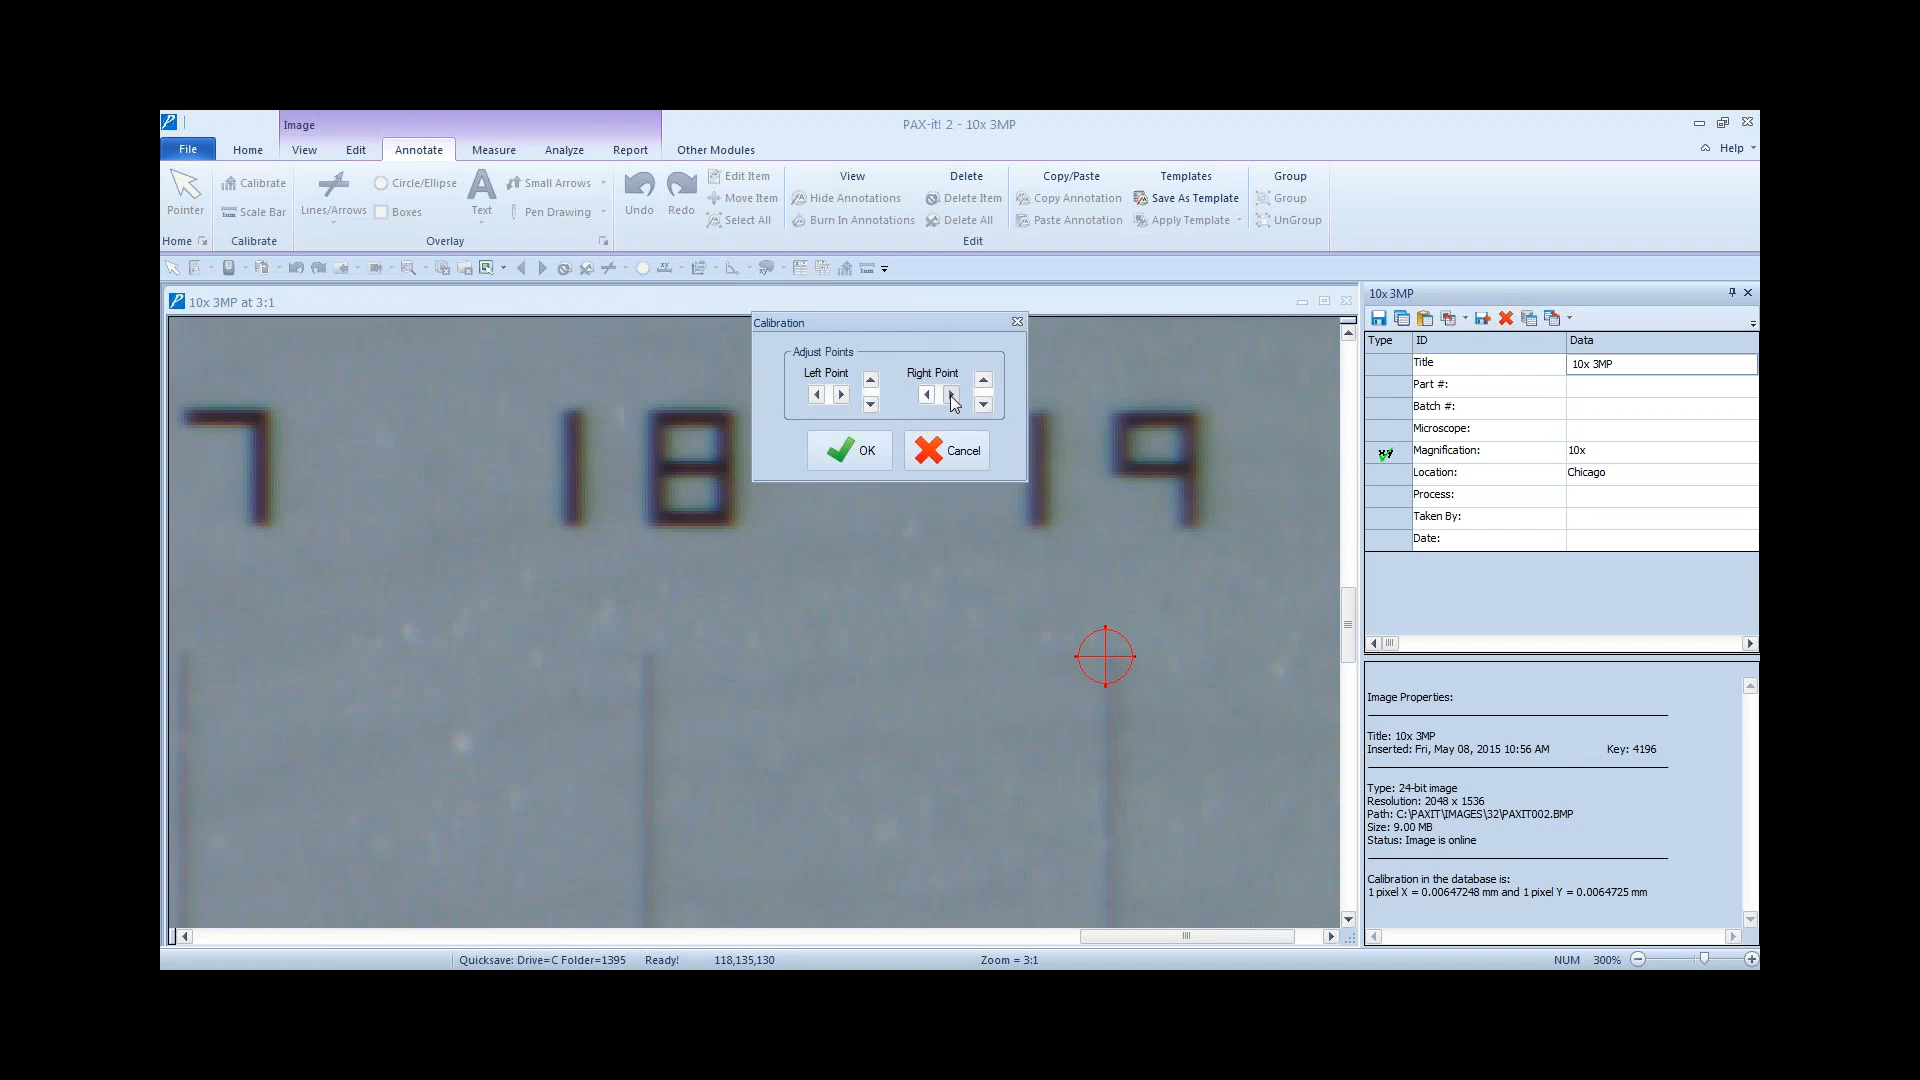 Image
PAX-it! 2 - 10x 3MP
File Home View Edit Annotate Measure Analyze Report Other Modules Help
Pointer Calibrate Scale Bar Lines/Arrows Circle/Ellipse Boxes Text Small Arrows Pen Drawing Undo Redo Edit Item Move Item Select All
View Hide Annotations Burn In Annotations
Delete Delete Item Delete All
Copy/Paste Copy Annotation Paste Annotation
Templates Save As Template Apply Template
Group Group UnGroup
Home Calibrate Overlay Edit
10x 3MP at 3:1
Calibration
Adjust Points
Left Point Right Point
OK Cancel
7 18 19
10x 3MP
Type ID Data
Title 10x 3MP
Part #:
Batch #:
Microscope:
Magnification: 10x
Location: Chicago
Process:
Taken By:
Date:
Image Properties:
Title: 10x 3MP
Inserted: Fri, May 08, 2015 10:56 AM Key: 4196
Type: 24-bit image
Resolution: 2048 x 1536
Path: C:\PAXIT\IMAGES\32\PAXIT002.BMP
Size: 9.00 MB
Status: Image is online
Calibration in the database is:
1 pixel X = 0.00647248 mm and 1 pixel Y = 0.0064725 mm
Quicksave: Drive=C Folder=1395 Ready! 118,135,130 Zoom = 3:1 NUM 300%